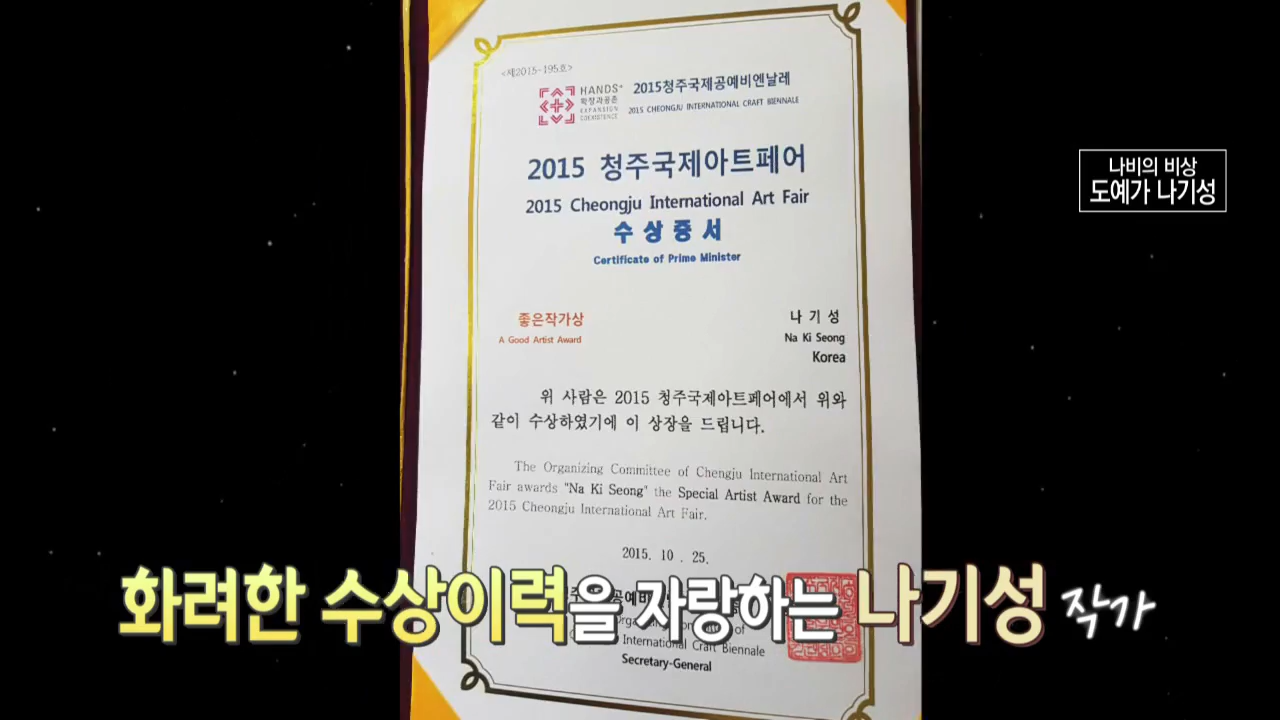 <제2015-195호>
HANDS+
확장과공존
EXPANSION
COEXISTENCE
2015청주국제공예비엔날레
2015 CHEONGJU INTERNATIONAL CRAFT BIENNALE
나비의 비상
도예가 나기성
2015 청주국제아트페어
2015 Cheongju International Art Fair
수상증서
Certificate of Prime Minister
좋은작가상
A Good Artist Award
나 기 성
Na Ki Seong
Korea
위 사람은 2015 청주국제아트페어에서 위와
같이 수상하였기에 이 상장을 드립니다.
The Organizing Committee of Chengju International Art
Fair awards "Na Ki Seong" the Special Artist Award for the
2015 Cheongju International Art Fair.
2015. 10 . 25.
화려한 수상이력을 자랑하는 나기성 작가
International Craft Biennale
Secretary-General